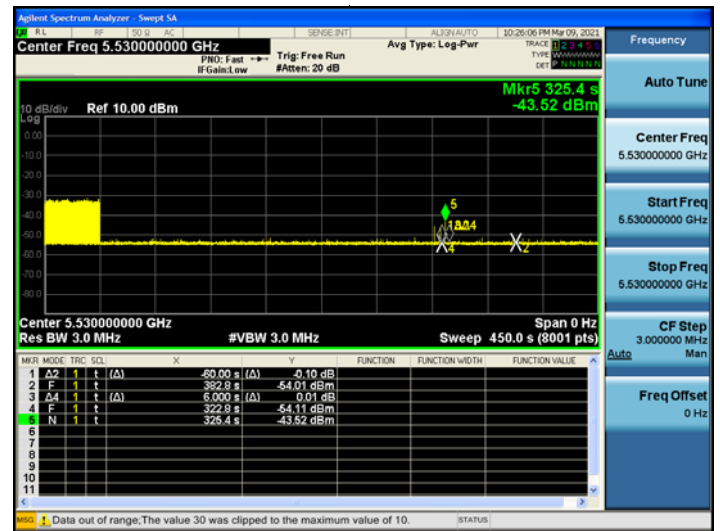 Agilent Spectrum Analyzer - Swept SA
RL RF 50 Ω AC SENSE:INT ALIGNAUTO 10:26:06 PM Mar 09, 2021
Center Freq 5.530000000 GHz
PNO: Fast
IFGain:Low
Trig: Free Run
#Atten: 20 dB
Avg Type: Log-Pwr
TRACE 1 2 3 4 5 6
TYPE WWWWWW
DET P N N N N N
Mkr5 325.4 s
-43.52 dBm
10 dB/div Ref 10.00 dBm
Log
0.00
-10.0
-20.0
-30.0
-40.0
-50.0
-60.0
-70.0
-80.0
5
4
2
Center 5.530000000 GHz Span 0 Hz
Res BW 3.0 MHz #VBW 3.0 MHz Sweep 450.0 s (8001 pts)
MKR MODE TRC SCL X Y FUNCTION FUNCTION WIDTH FUNCTION VALUE
1 Δ2 1 t (Δ) -60.00 s (Δ) -0.10 dB
2 F 1 t 382.8 s -54.01 dBm
3 Δ4 1 t (Δ) 6.000 s (Δ) 0.01 dB
4 F 1 t 322.8 s -54.11 dBm
5 N 1 t 325.4 s -43.52 dBm
6
7
8
9
10
11
MSG Data out of range;The value 30 was clipped to the maximum value of 10. STATUS
Frequency
Auto Tune
Center Freq
5.530000000 GHz
Start Freq
5.530000000 GHz
Stop Freq
5.530000000 GHz
CF Step
3.000000 MHz
Auto Man
Freq Offset
0 Hz